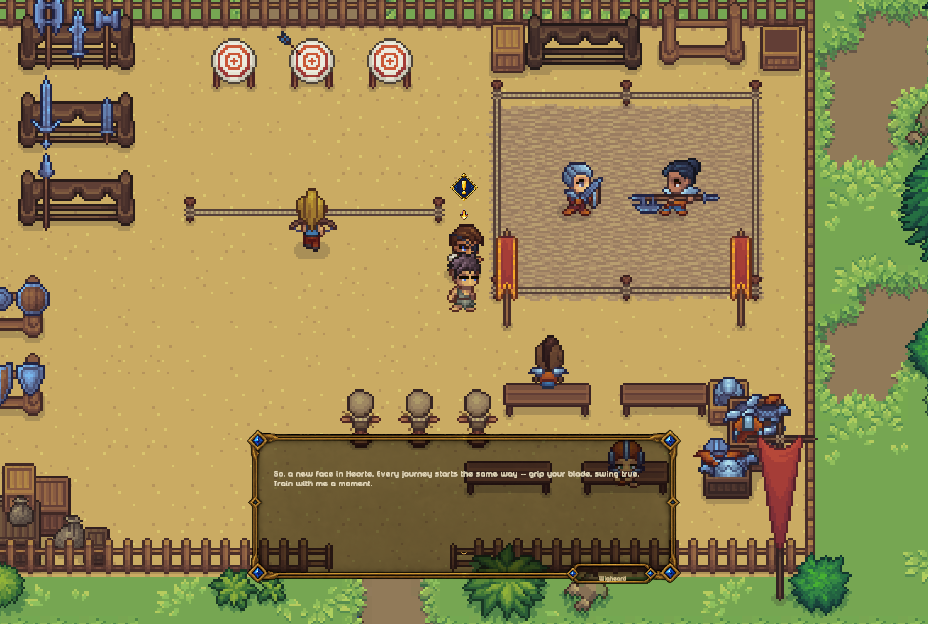 So, a new face in Hearte. Every journey starts the same way — grip your blade, swing true.
Train with me a moment.